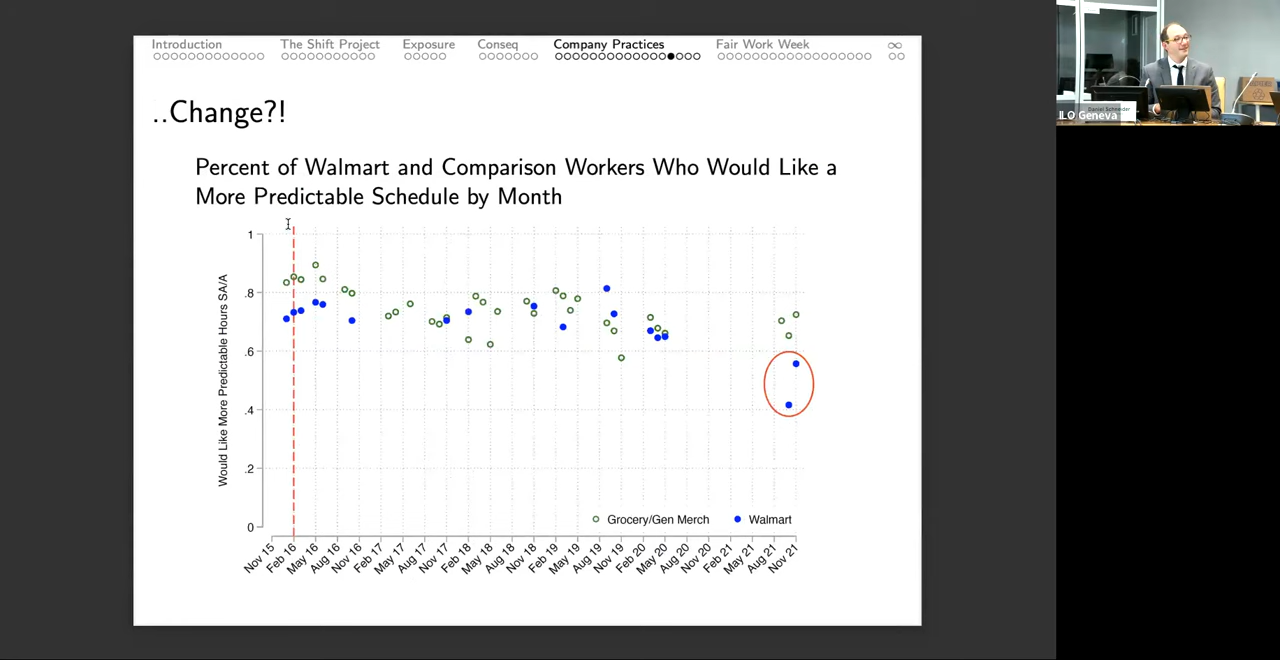 Introduction The Shift Project Exposure Conseq Company Practices Fair Work Week ∞
..Change?!
Percent of Walmart and Comparison Workers Who Would Like a
More Predictable Schedule by Month
Would Like More Predictable Hours SA/A
1
.8
.6
.4
.2
0
Grocery/Gen Merch Walmart
Nov 15 Feb 16 May 16 Aug 16 Nov 16 Feb 17 May 17 Aug 17 Nov 17 Feb 18 May 18 Aug 18 Nov 18 Feb 19 May 19 Aug 19 Nov 19 Feb 20 May 20 Aug 20 Nov 20 Feb 21 May 21 Aug 21 Nov 21
Daniel Schneider
ILO Geneva